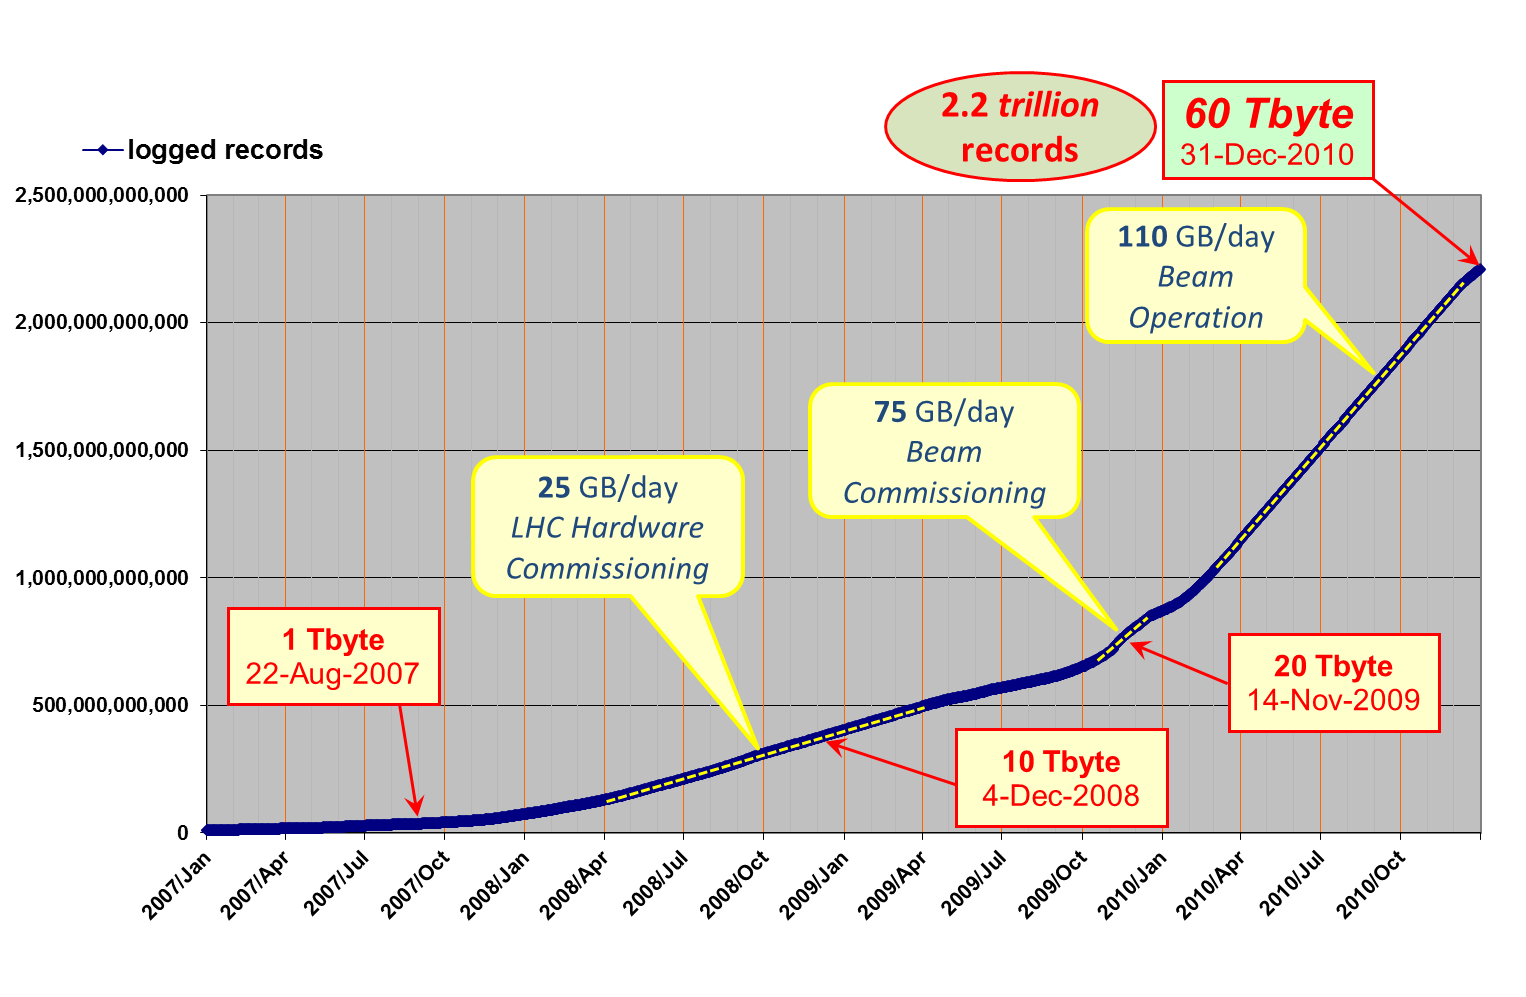 2.2 trillion
records
60 Tbyte
31-Dec-2010
logged records
2,500,000,000,000
2,000,000,000,000
1,500,000,000,000
1,000,000,000,000
500,000,000,000
0
110 GB/day
Beam
Operation
75 GB/day
Beam
Commissioning
25 GB/day
LHC Hardware
Commissioning
1 Tbyte
22-Aug-2007
20 Tbyte
14-Nov-2009
10 Tbyte
4-Dec-2008
2007/Jan
2007/Apr
2007/Jul
2007/Oct
2008/Jan
2008/Apr
2008/Jul
2008/Oct
2009/Jan
2009/Apr
2009/Jul
2009/Oct
2010/Jan
2010/Apr
2010/Jul
2010/Oct